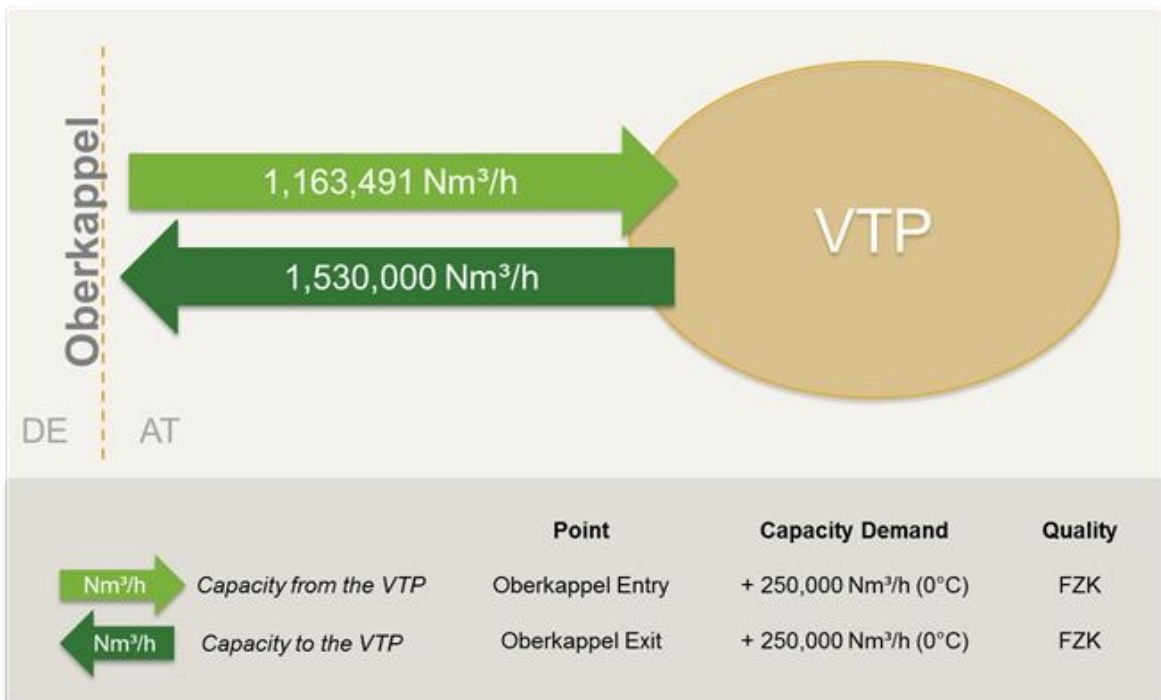 Oberkappel
1,163,491 Nm³/h
1,530,000 Nm³/h
VTP
DE
AT
Point Capacity Demand Quality
Nm³/h Capacity from the VTP Oberkappel Entry + 250,000 Nm³/h (0°C) FZK
Nm³/h Capacity to the VTP Oberkappel Exit + 250,000 Nm³/h (0°C) FZK